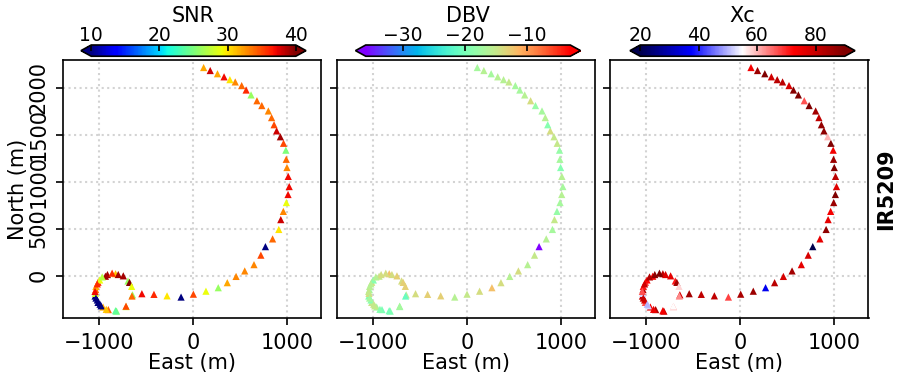 SNR DBV Xc
10 20 30 40 −30 −20 −10 20 40 60 80
2000
1500
1000
500
0
North (m)
IR5209
−1000 0 1000 −1000 0 1000 −1000 0 1000
East (m) East (m) East (m)